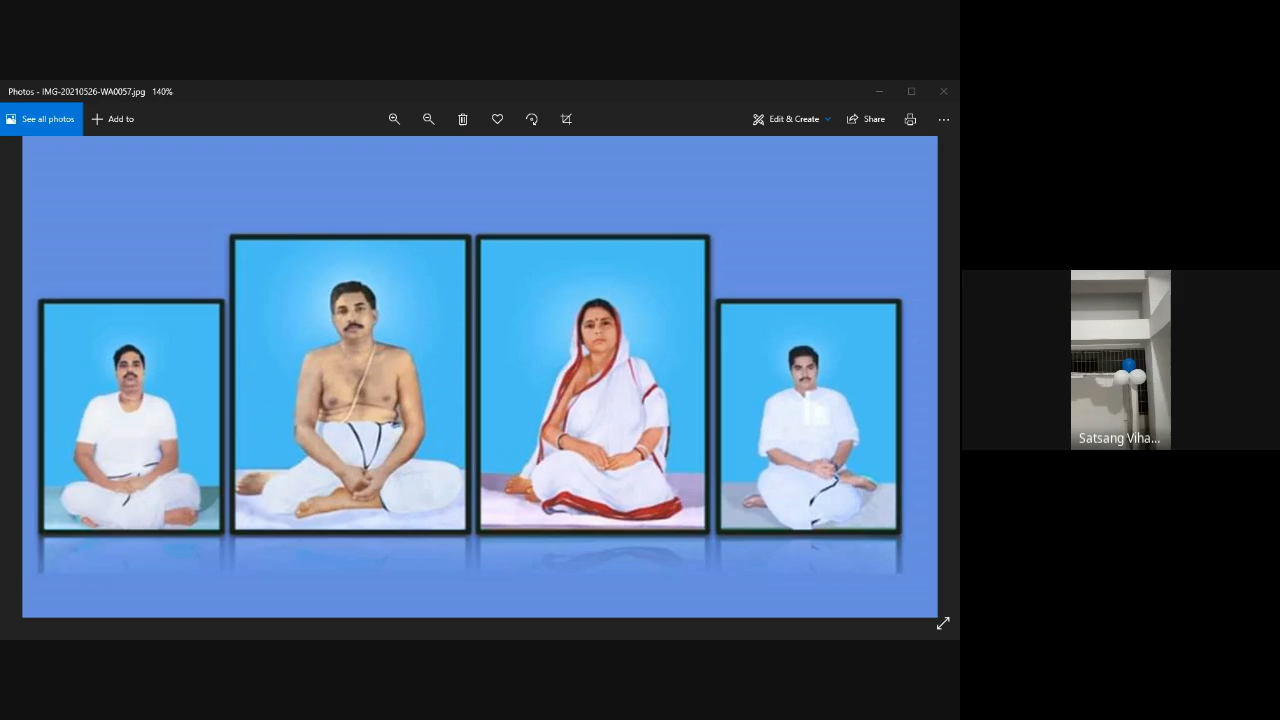 Photos - IMG-20210526-WA0057.jpg 140%
See all photos
Add to
Edit & Create
Share
Satsang Viha...